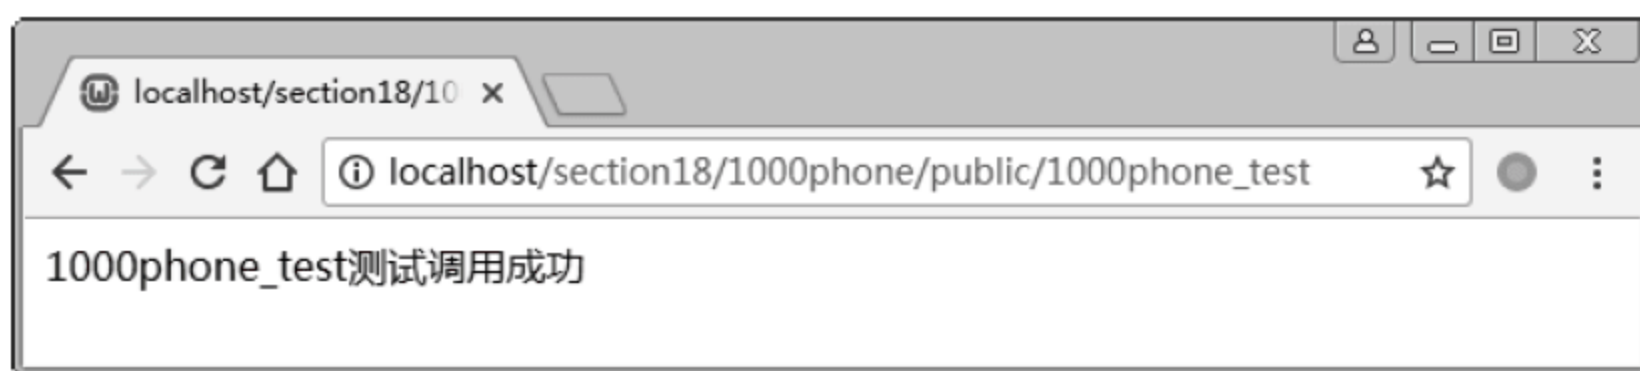 localhost/section18/10
localhost/section18/1000phone/public/1000phone_test
1000phone_test测试调用成功